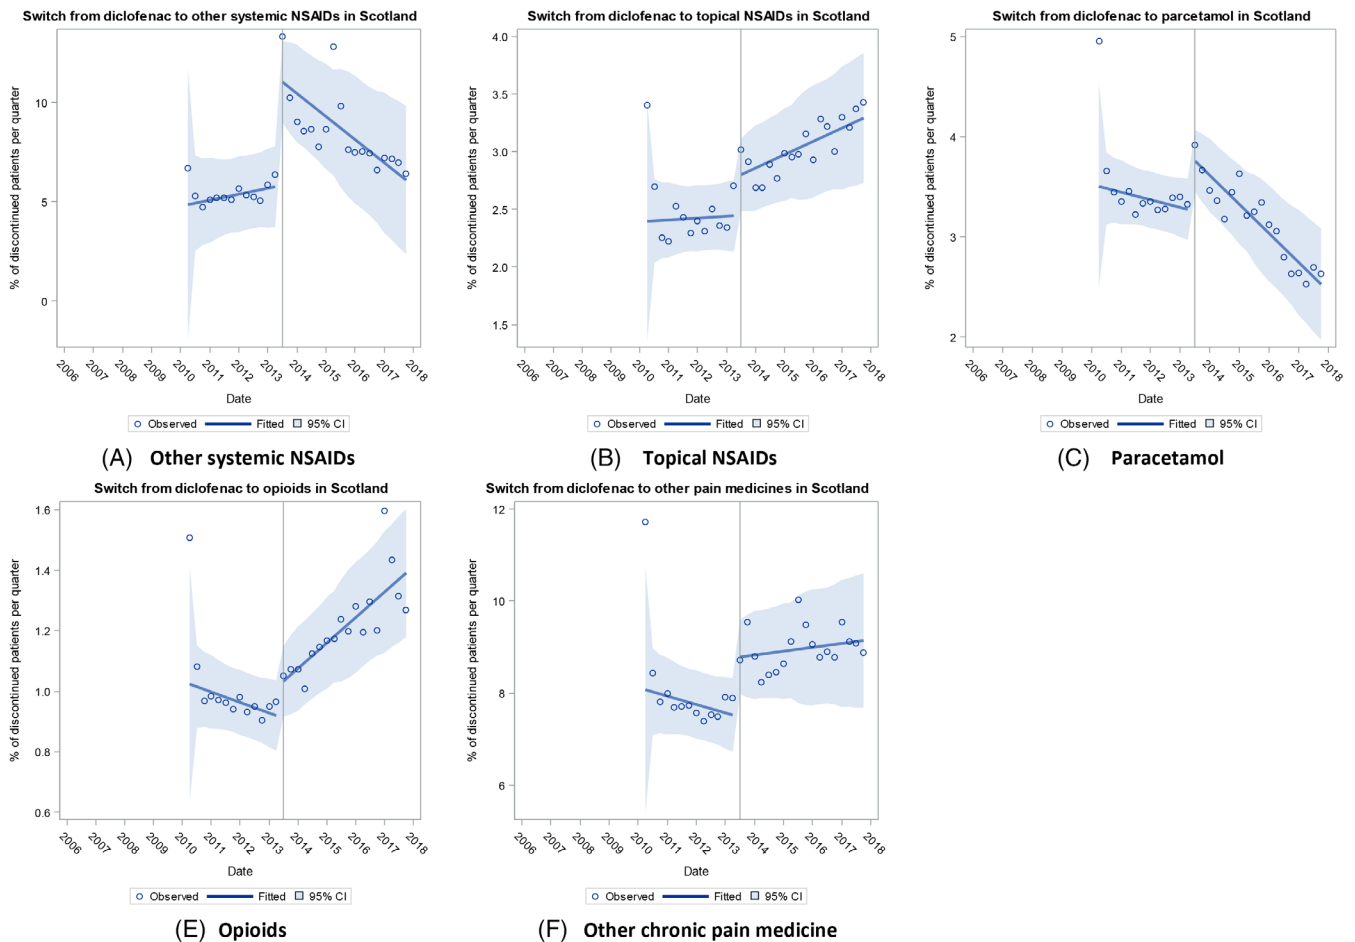 Switch from diclofenac to other systemic NSAIDs in Scotland
% of discontinued patients per quarter
10
5
0
2006 2007 2008 2009 2010 2011 2012 2013 2014 2015 2016 2017 2018
Date
Observed Fitted 95% CI
(A) Other systemic NSAIDs
Switch from diclofenac to topical NSAIDs in Scotland
% of discontinued patients per quarter
4.0
3.5
3.0
2.5
2.0
1.5
2006 2007 2008 2009 2010 2011 2012 2013 2014 2015 2016 2017 2018
Date
Observed Fitted 95% CI
(B) Topical NSAIDs
Switch from diclofenac to parcetamol in Scotland
% of discontinued patients per quarter
5
4
3
2
2006 2007 2008 2009 2010 2011 2012 2013 2014 2015 2016 2017 2018
Date
Observed Fitted 95% CI
(C) Paracetamol
Switch from diclofenac to opioids in Scotland
% of discontinued patients per quarter
1.6
1.4
1.2
1.0
0.8
0.6
2006 2007 2008 2009 2010 2011 2012 2013 2014 2015 2016 2017 2018
Date
Observed Fitted 95% CI
(E) Opioids
Switch from diclofenac to other pain medicines in Scotland
% of discontinued patients per quarter
12
10
8
6
2006 2007 2008 2009 2010 2011 2012 2013 2014 2015 2016 2017 2018
Date
Observed Fitted 95% CI
(F) Other chronic pain medicine